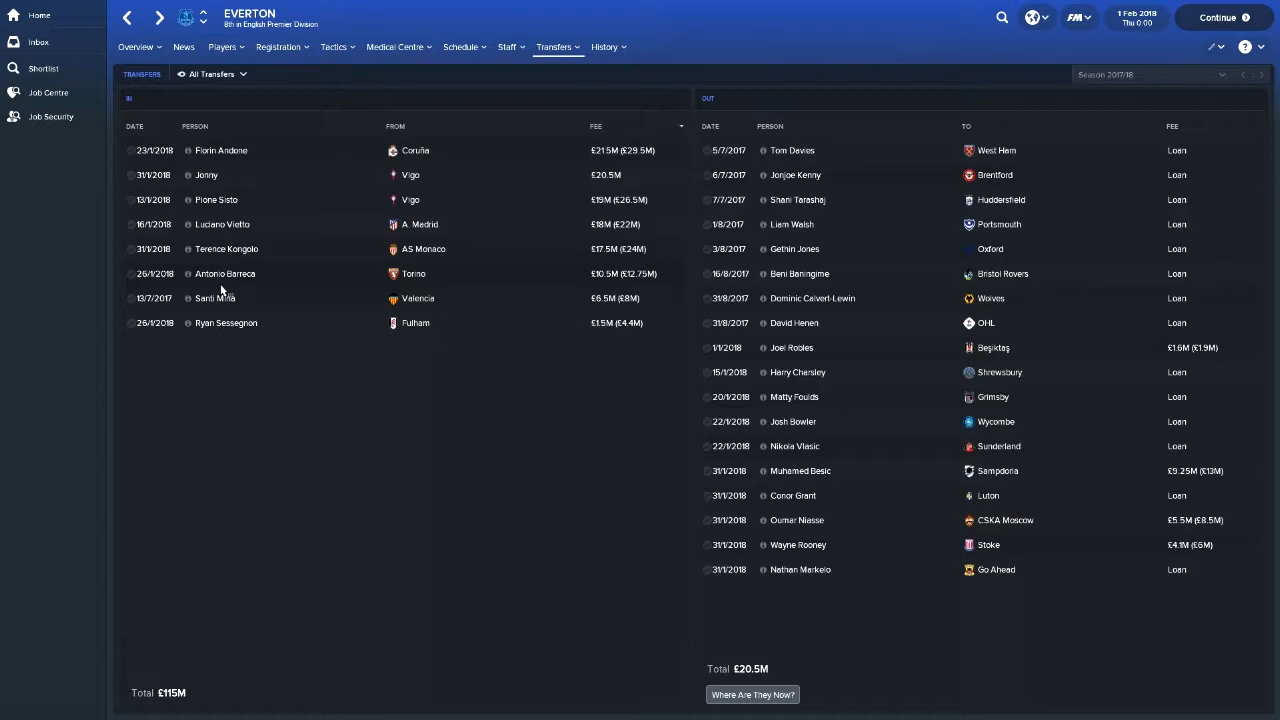 Home
Inbox
Shortlist
Job Centre
Job Security
EVERTON
8th in English Premier Division
FM
1 Feb 2018
Thu 0:00
Continue
Overview News Players Registration Tactics Medical Centre Schedule Staff Transfers History
?
TRANSFERS All Transfers Season 2017/18
IN
DATE PERSON FROM FEE
23/1/2018 Florin Andone Coruña £21.5M (£29.5M)
31/1/2018 Jonny Vigo £20.5M
13/1/2018 Pione Sisto Vigo £19M (£26.5M)
16/1/2018 Luciano Vietto A. Madrid £18M (£22M)
31/1/2018 Terence Kongolo AS Monaco £17.5M (£24M)
26/1/2018 Antonio Barreca Torino £10.5M (£12.75M)
13/7/2017 Santi Mina Valencia £6.5M (£8M)
26/1/2018 Ryan Sessegnon Fulham £1.5M (£4.4M)
Total £115M
OUT
DATE PERSON TO FEE
5/7/2017 Tom Davies West Ham Loan
6/7/2017 Jonjoe Kenny Brentford Loan
7/7/2017 Shani Tarashaj Huddersfield Loan
1/8/2017 Liam Walsh Portsmouth Loan
3/8/2017 Gethin Jones Oxford Loan
16/8/2017 Beni Baningime Bristol Rovers Loan
31/8/2017 Dominic Calvert-Lewin Wolves Loan
31/8/2017 David Henen OHL Loan
1/1/2018 Joel Robles Beşiktaş £1.6M (£1.9M)
15/1/2018 Harry Charsley Shrewsbury Loan
20/1/2018 Matty Foulds Grimsby Loan
22/1/2018 Josh Bowler Wycombe Loan
22/1/2018 Nikola Vlasic Sunderland Loan
31/1/2018 Muhamed Besic Sampdoria £9.25M (£13M)
31/1/2018 Conor Grant Luton Loan
31/1/2018 Oumar Niasse CSKA Moscow £5.5M (£8.5M)
31/1/2018 Wayne Rooney Stoke £4.1M (£6M)
31/1/2018 Nathan Markelo Go Ahead Loan
Total £20.5M
Where Are They Now?